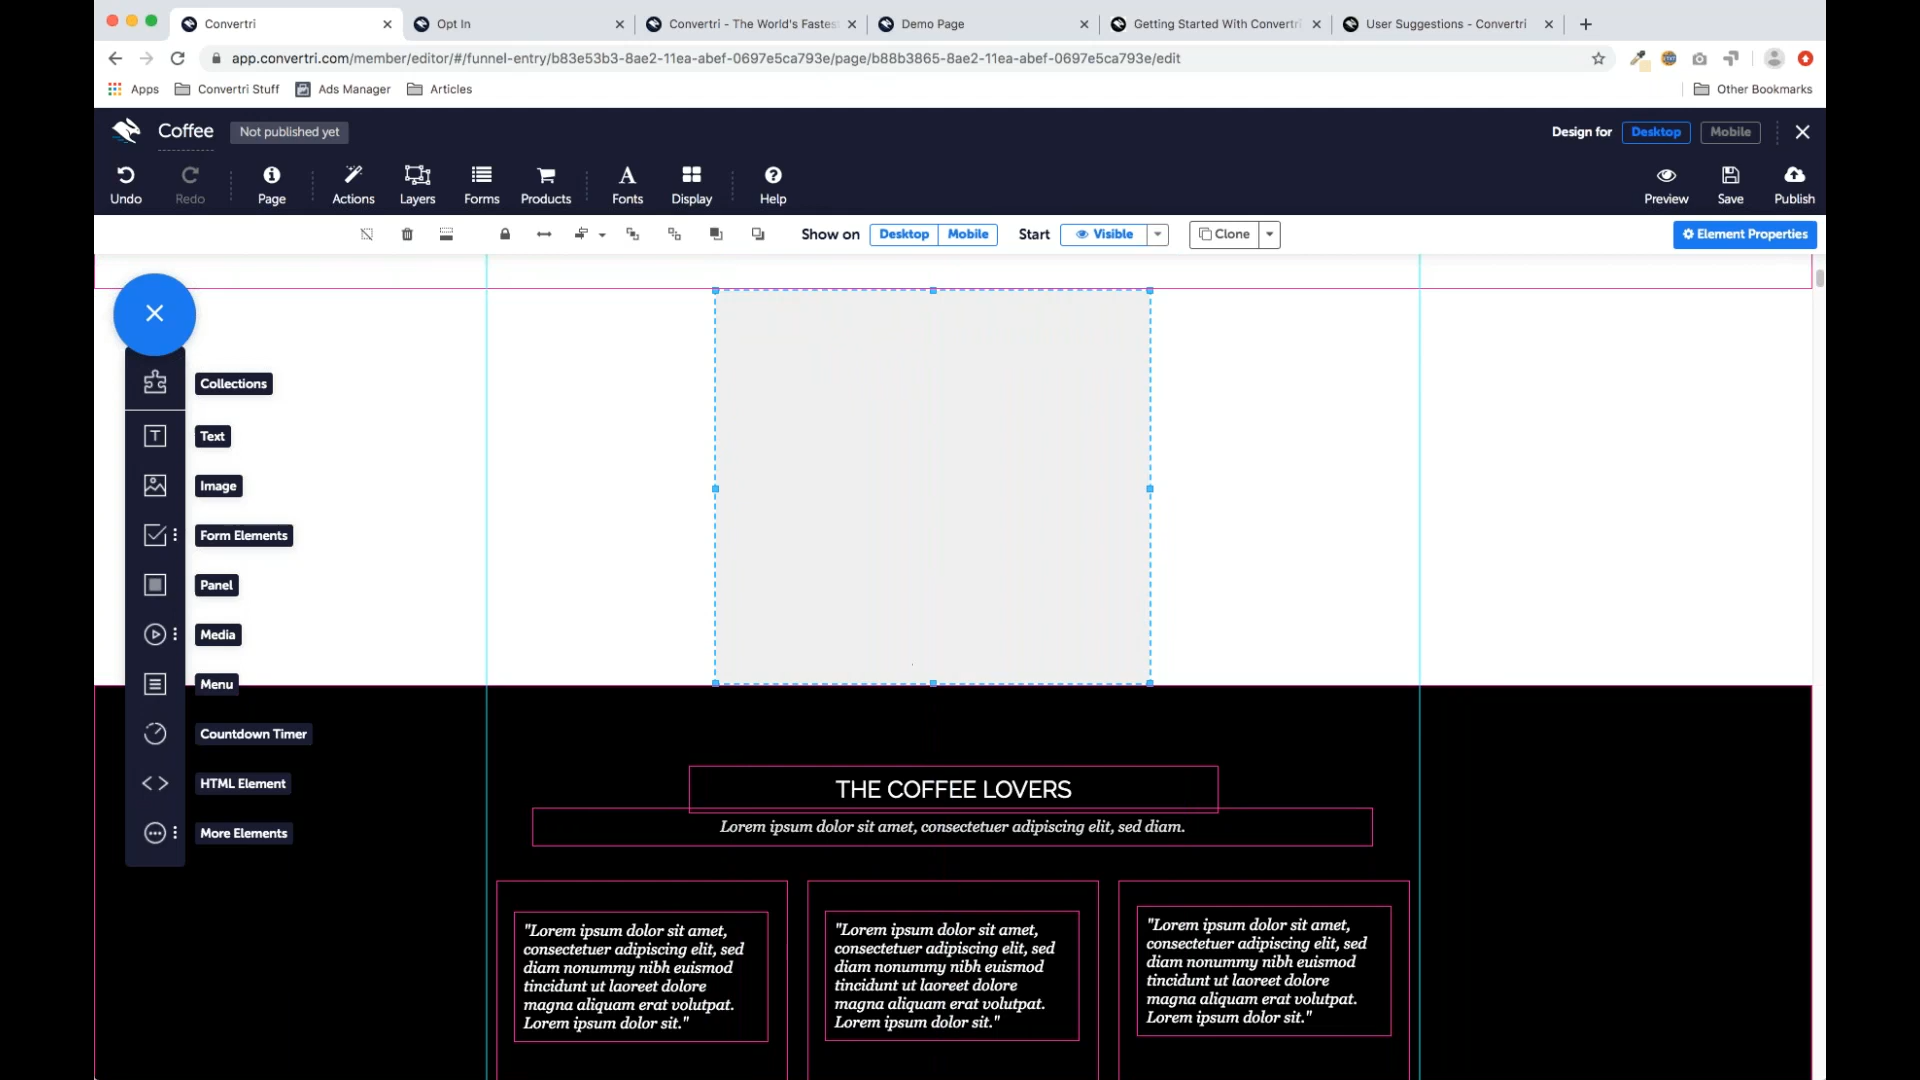 Convertri
Opt In
Convertri - The World's Fastes
Demo Page
Getting Started With Convertri
User Suggestions - Convertri
app.convertri.com/member/editor/#/funnel-entry/b83e53b3-8ae2-11ea-abef-0697e5ca793e/page/b88b3865-8ae2-11ea-abef-0697e5ca793e/edit
Apps
Convertri Stuff
Ads Manager
Articles
Other Bookmarks
Coffee
Not published yet
Design for
Desktop
Mobile
Undo
Redo
Page
Actions
Layers
Forms
Products
Fonts
Display
Help
Preview
Save
Publish
Show on
Desktop
Mobile
Start
Visible
Clone
Element Properties
Collections
Text
Image
Form Elements
Panel
Media
Menu
Countdown Timer
HTML Element
More Elements
THE COFFEE LOVERS
Lorem ipsum dolor sit amet, consectetuer adipiscing elit, sed diam.
"Lorem ipsum dolor sit amet,
consectetuer adipiscing elit, sed
diam nonummy nibh euismod
tincidunt ut laoreet dolore
magna aliquam erat volutpat.
Lorem ipsum dolor sit."
"Lorem ipsum dolor sit amet,
consectetuer adipiscing elit, sed
diam nonummy nibh euismod
tincidunt ut laoreet dolore
magna aliquam erat volutpat.
Lorem ipsum dolor sit."
"Lorem ipsum dolor sit amet,
consectetuer adipiscing elit, sed
diam nonummy nibh euismod
tincidunt ut laoreet dolore
magna aliquam erat volutpat.
Lorem ipsum dolor sit."